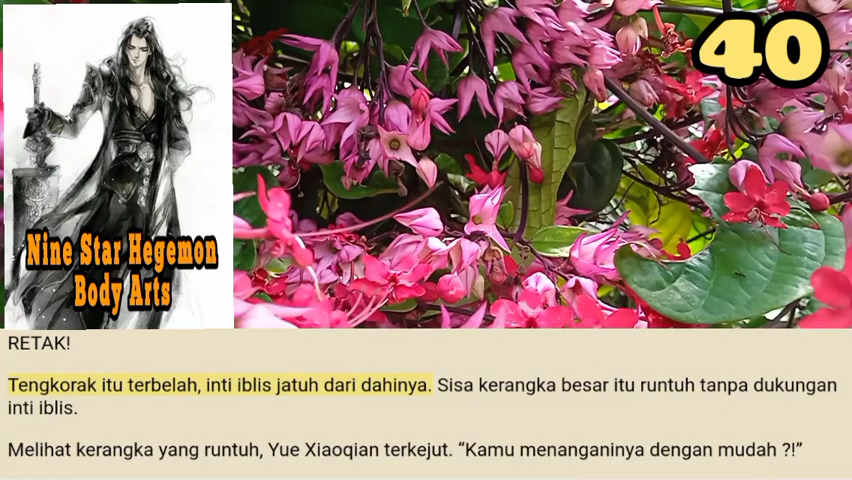 40
Nine Star Hegemon
Body Arts
RETAK!
Tengkorak itu terbelah, inti iblis jatuh dari dahinya. Sisa kerangka besar itu runtuh tanpa dukungan
inti iblis.
Melihat kerangka yang runtuh, Yue Xiaoqian terkejut. “Kamu menanganinya dengan mudah ?!”